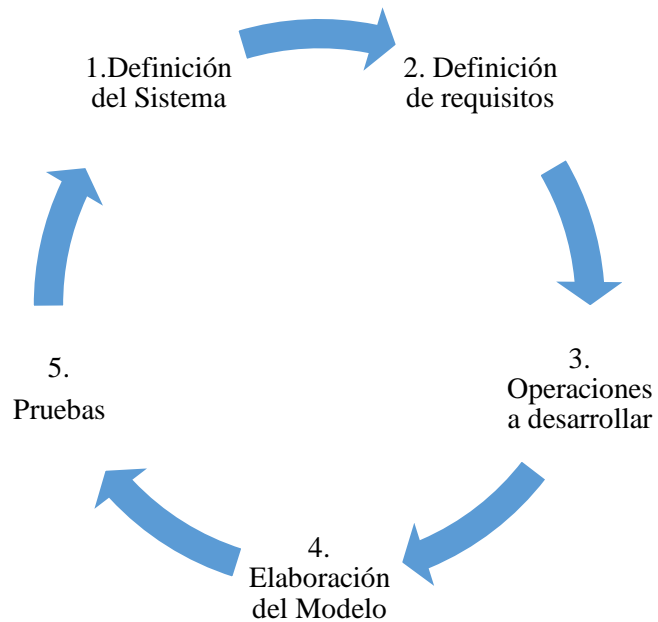 1.Definición
del Sistema
2. Definición
de requisitos
3.
Operaciones
a desarrollar
4.
Elaboración
del Modelo
5.
Pruebas